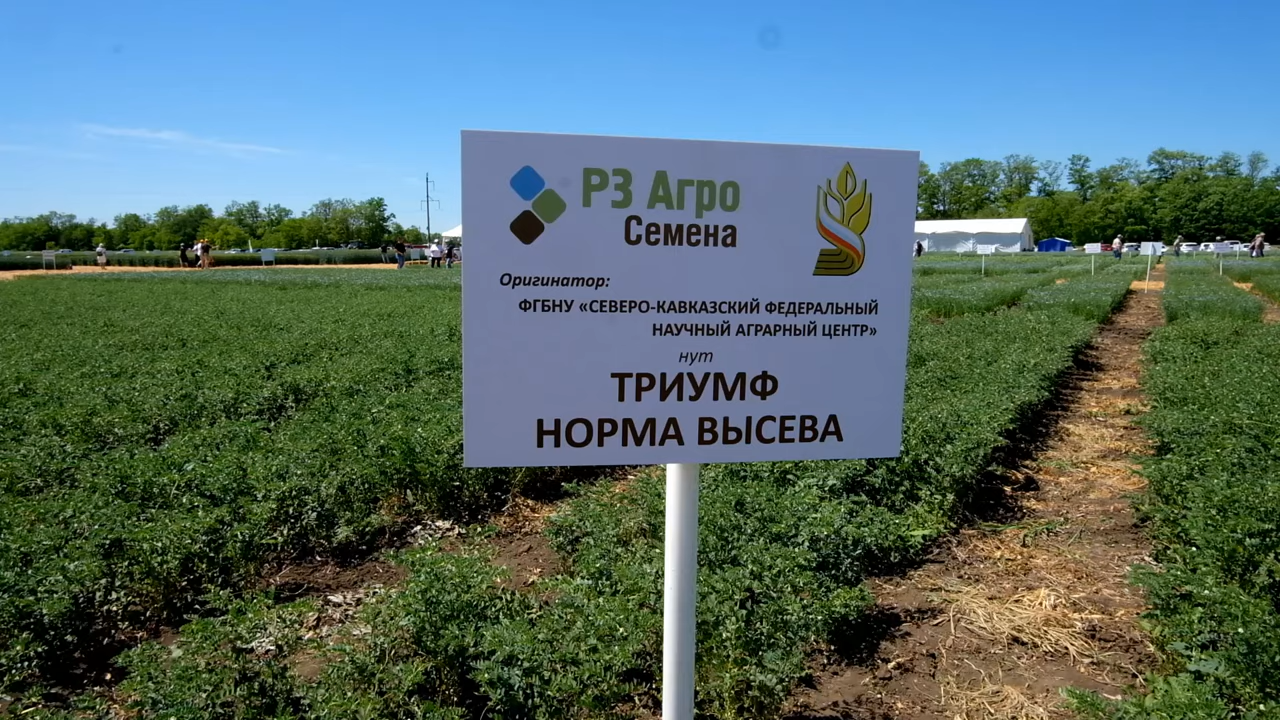 РЗ Агро
Семена
Оригинатор:
ФГБНУ «СЕВЕРО-КАВКАЗСКИЙ ФЕДЕРАЛЬНЫЙ
НАУЧНЫЙ АГРАРНЫЙ ЦЕНТР»
нут
ТРИУМФ
НОРМА ВЫСЕВА